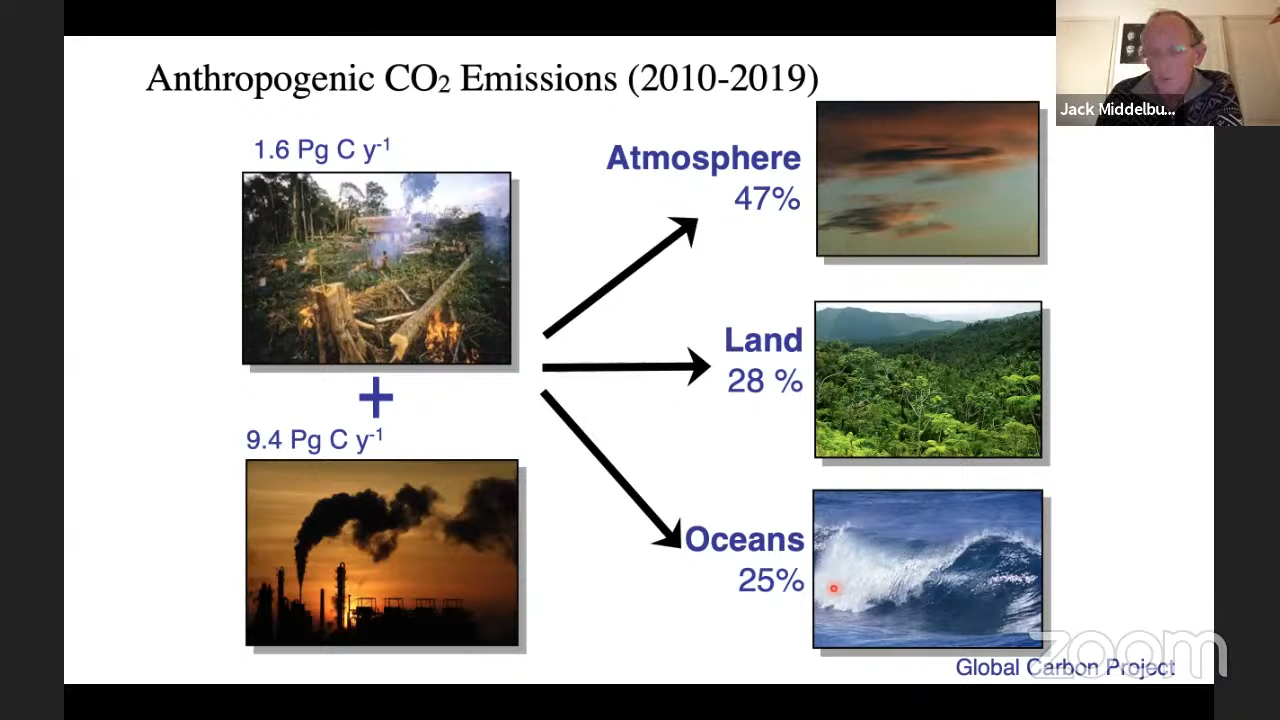 Anthropogenic CO2 Emissions (2010-2019)
1.6 Pg C y-1
+
9.4 Pg C y-1
Atmosphere
47%
Land
28 %
Oceans
25%
Global Carbon Project
zoom
Jack Middelbu...